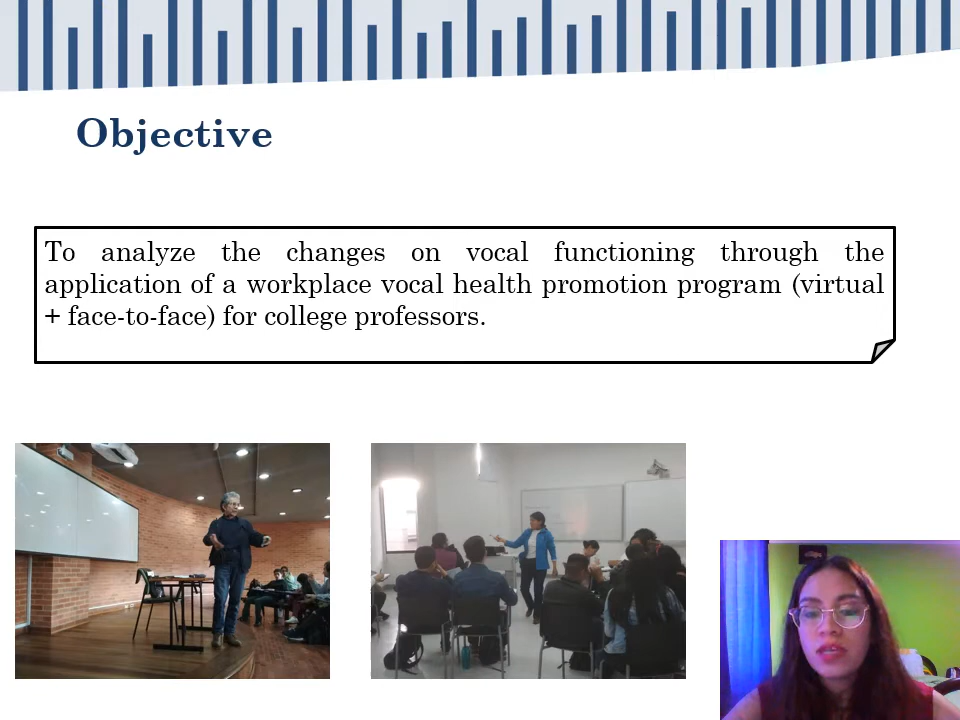 Objective
To analyze the changes on vocal functioning through the
application of a workplace vocal health promotion program (virtual
+ face-to-face) for college professors.